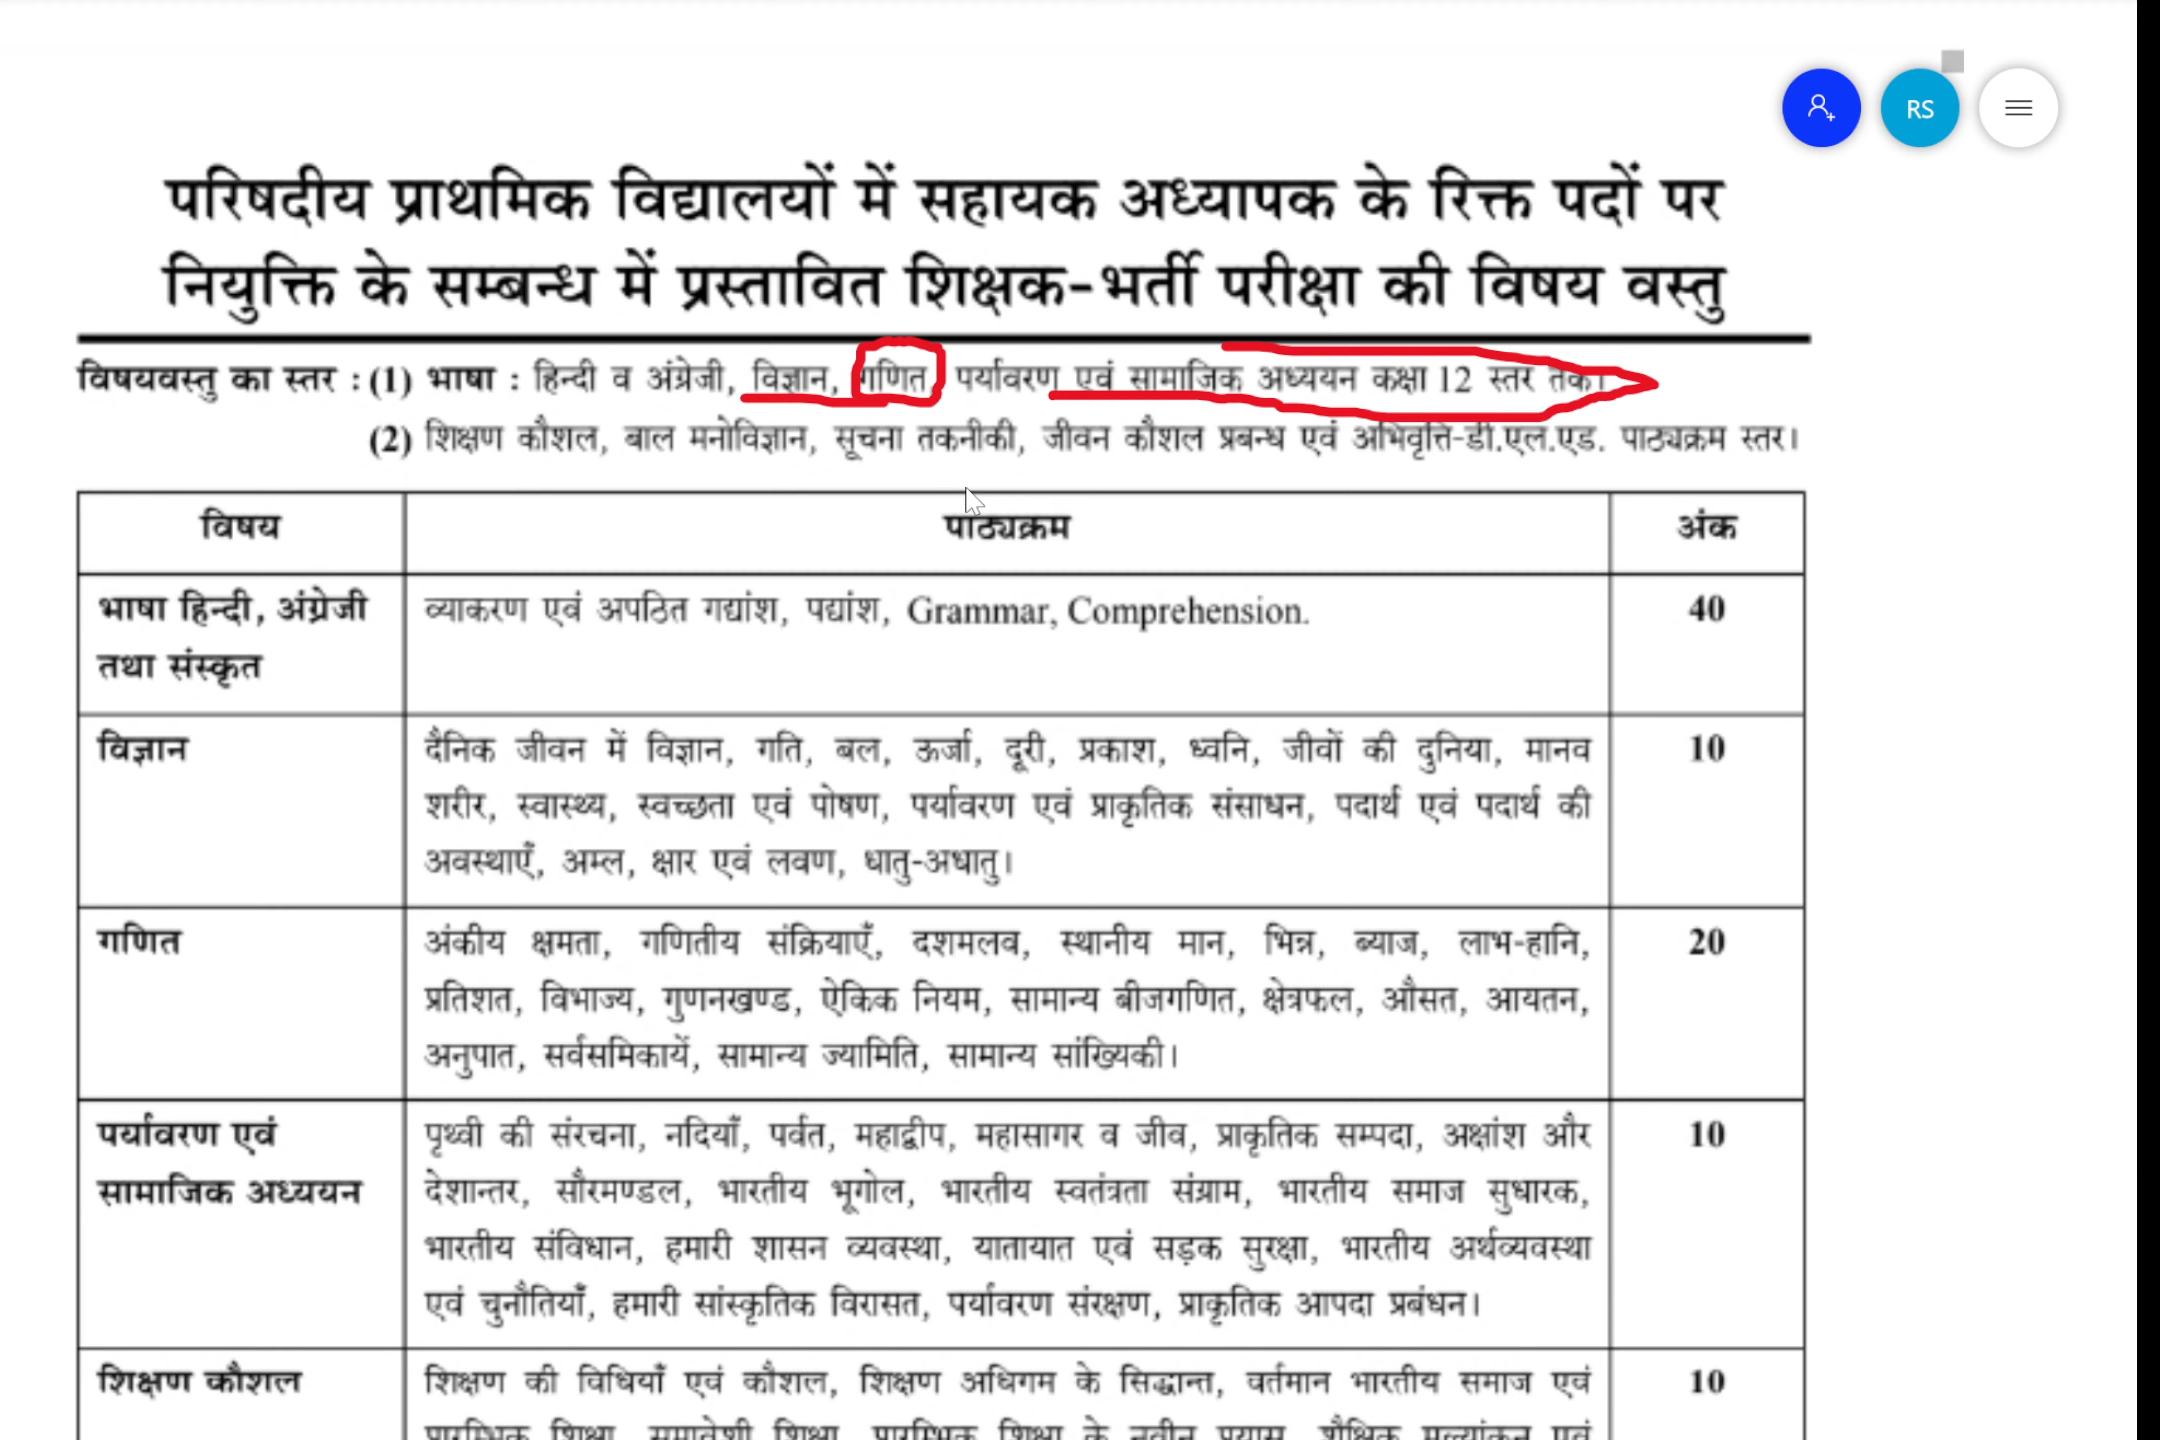 RS
परिषदीय प्राथमिक विद्यालयों में सहायक अध्यापक के रिक्त पदों पर
नियुक्ति के सम्बन्ध में प्रस्तावित शिक्षक-भर्ती परीक्षा की विषय वस्तु
विषयवस्तु का स्तर : (1) भाषा : हिन्दी व अंग्रेजी, विज्ञान, गणित, पर्यावरण एवं सामाजिक अध्ययन कक्षा 12 स्तर तक।
(2) शिक्षण कौशल, बाल मनोविज्ञान, सूचना तकनीकी, जीवन कौशल प्रबन्ध एवं अभिवृत्ति-डी.एल.एड. पाठ्यक्रम स्तर।
विषय पाठ्यक्रम अंक
भाषा हिन्दी, अंग्रेजी व्याकरण एवं अपठित गद्यांश, पद्यांश, Grammar, Comprehension. 40
तथा संस्कृत
विज्ञान दैनिक जीवन में विज्ञान, गति, बल, ऊर्जा, दूरी, प्रकाश, ध्वनि, जीवों की दुनिया, मानव 10
शरीर, स्वास्थ्य, स्वच्छता एवं पोषण, पर्यावरण एवं प्राकृतिक संसाधन, पदार्थ एवं पदार्थ की
अवस्थाएँ, अम्ल, क्षार एवं लवण, धातु-अधातु।
गणित अंकीय क्षमता, गणितीय संक्रियाएँ, दशमलव, स्थानीय मान, भिन्न, ब्याज, लाभ-हानि, 20
प्रतिशत, विभाज्य, गुणनखण्ड, ऐकिक नियम, सामान्य बीजगणित, क्षेत्रफल, औसत, आयतन,
अनुपात, सर्वसमिकायें, सामान्य ज्यामिति, सामान्य सांख्यिकी।
पर्यावरण एवं पृथ्वी की संरचना, नदियाँ, पर्वत, महाद्वीप, महासागर व जीव, प्राकृतिक सम्पदा, अक्षांश और 10
सामाजिक अध्ययन देशान्तर, सौरमण्डल, भारतीय भूगोल, भारतीय स्वतंत्रता संग्राम, भारतीय समाज सुधारक,
भारतीय संविधान, हमारी शासन व्यवस्था, यातायात एवं सड़क सुरक्षा, भारतीय अर्थव्यवस्था
एवं चुनौतियाँ, हमारी सांस्कृतिक विरासत, पर्यावरण संरक्षण, प्राकृतिक आपदा प्रबंधन।
शिक्षण कौशल शिक्षण की विधियाँ एवं कौशल, शिक्षण अधिगम के सिद्धान्त, वर्तमान भारतीय समाज एवं 10
प्रारम्भिक शिक्षा, समावेशी शिक्षा, प्रारम्भिक शिक्षा के नवीन प्रयास, शैक्षिक मूल्यांकन एवं